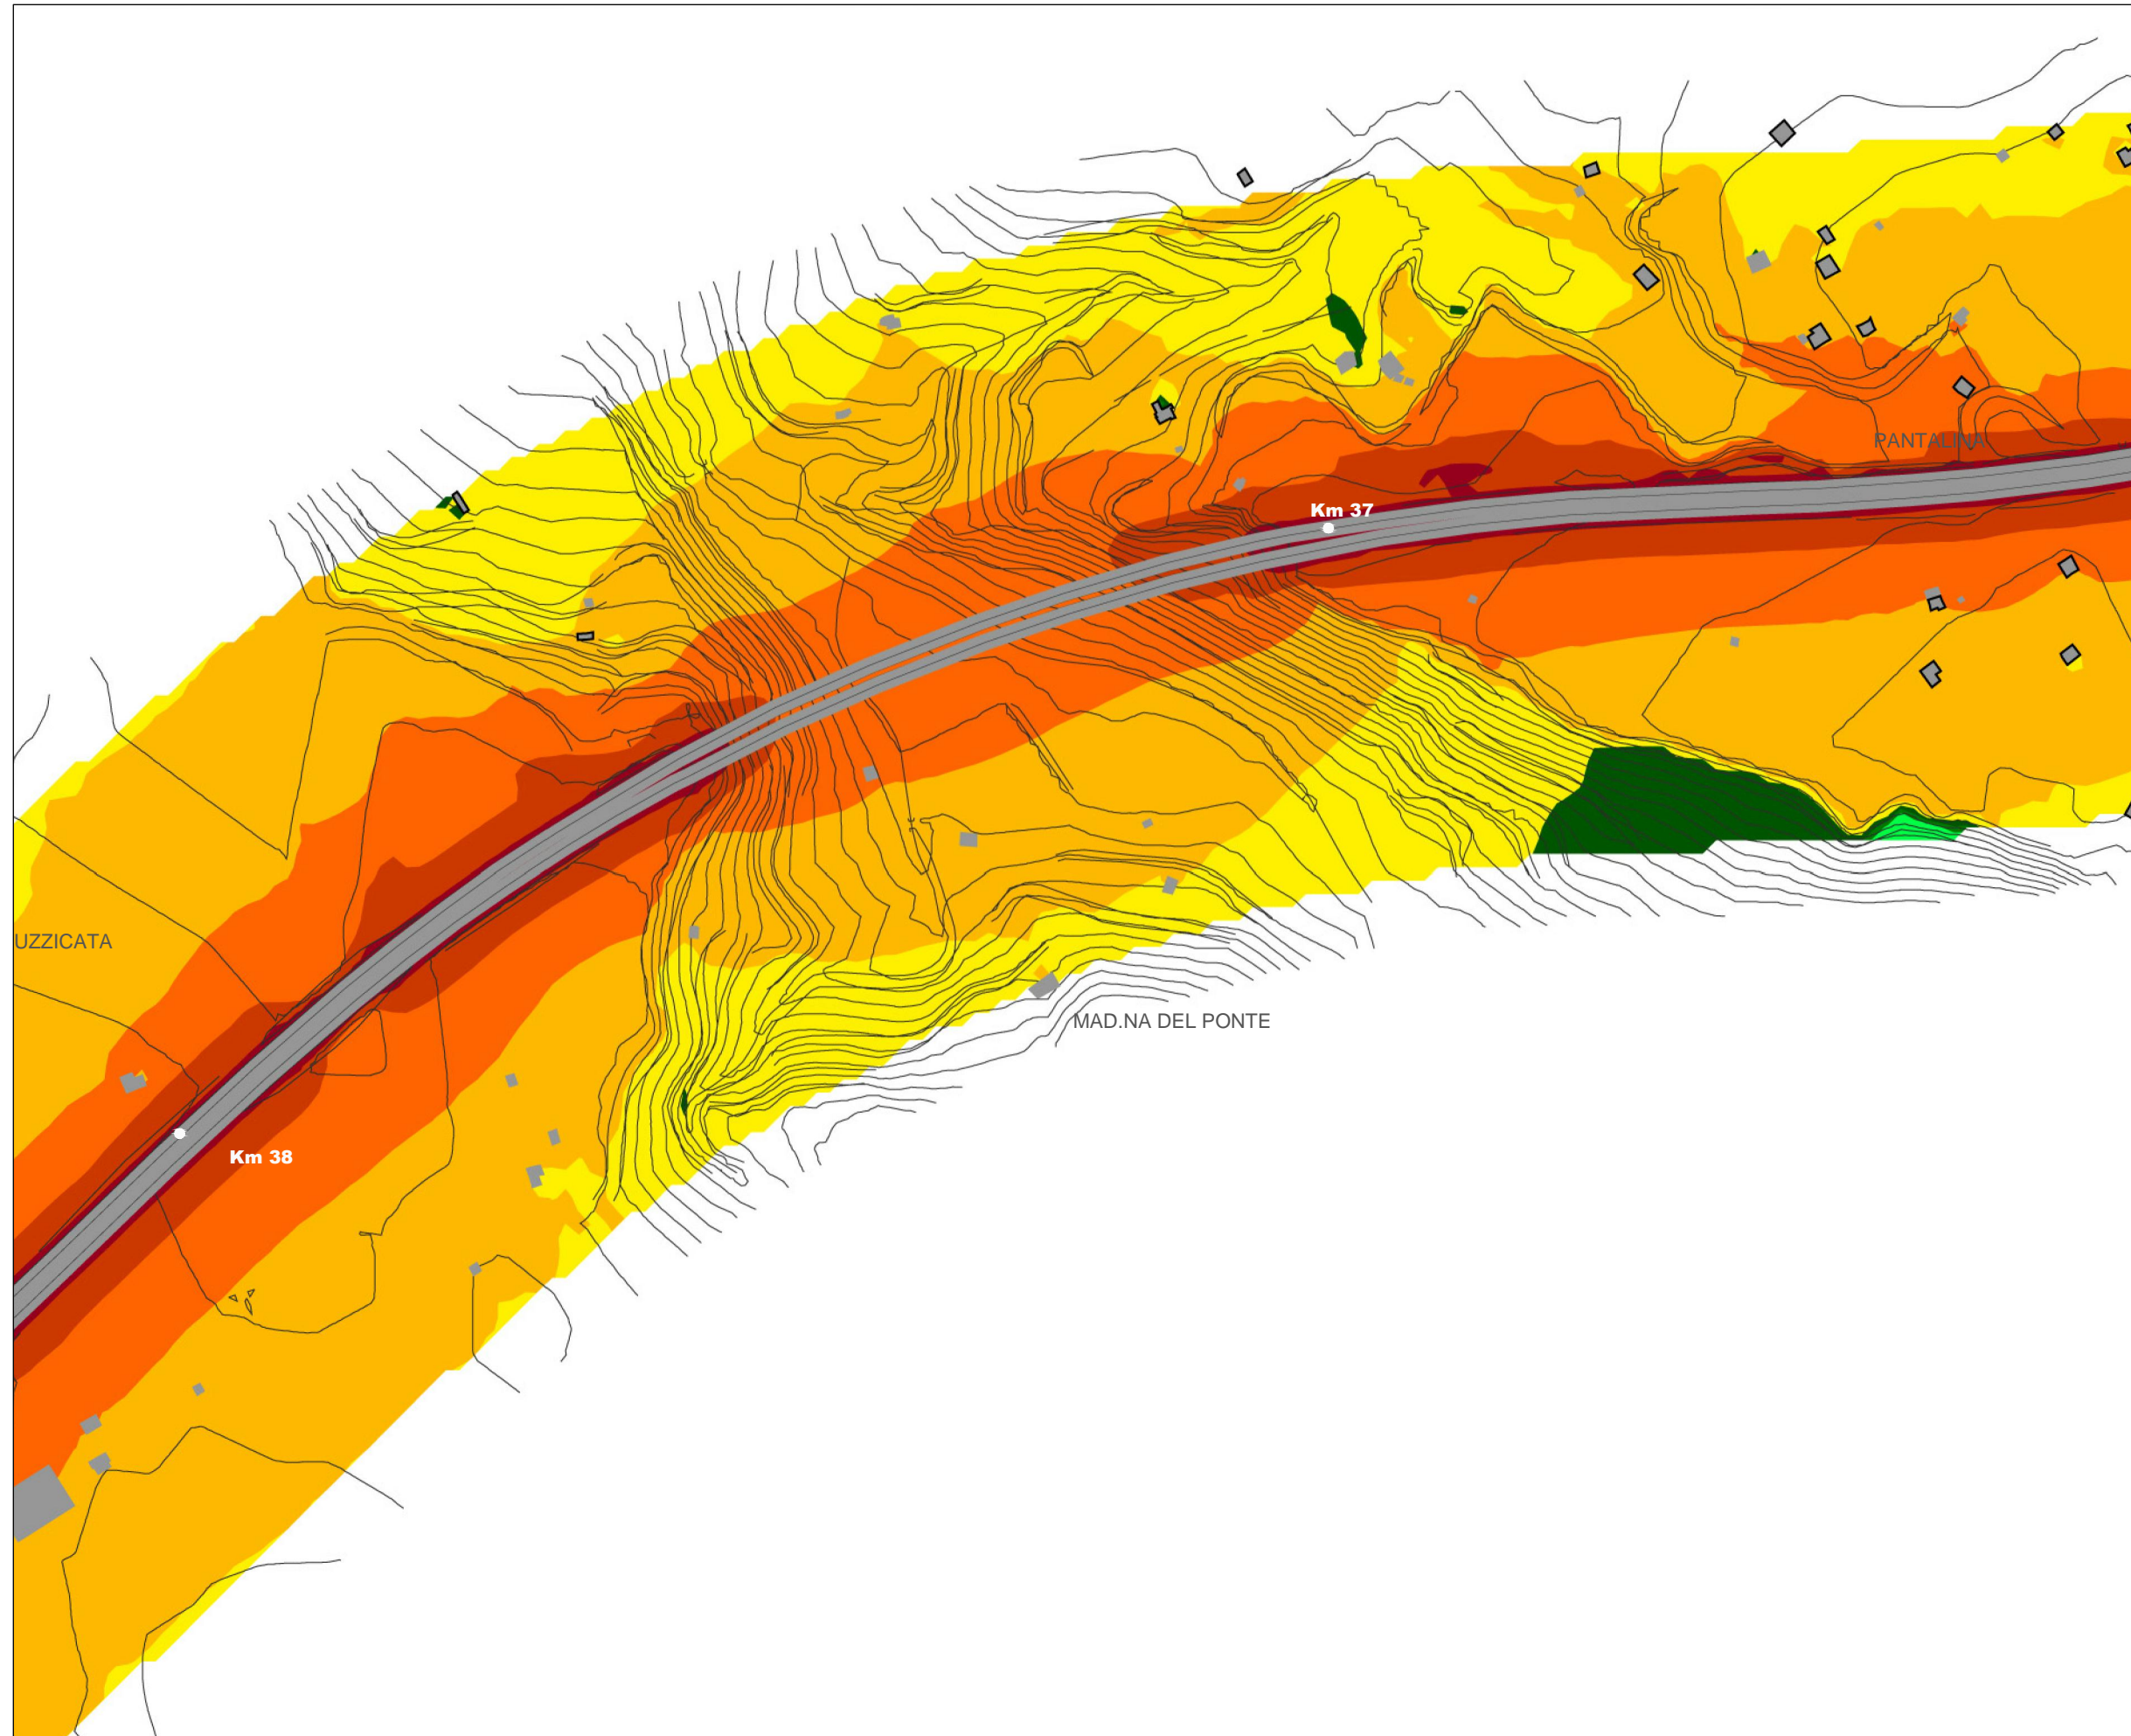 PANTALINA
Km 37
UZZICATA
MAD.NA DEL PONTE
Km 38